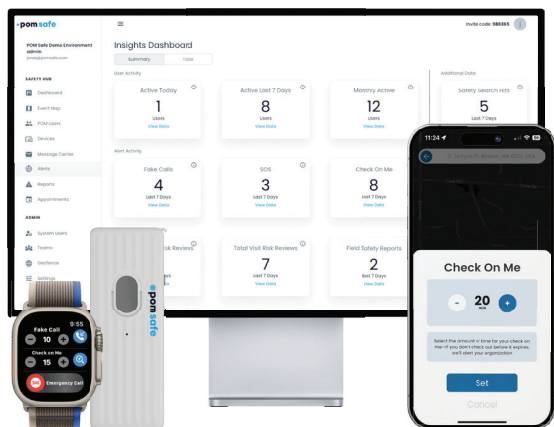 pom safe
Invite code: 980365
POM Safe Demo Environment
admin
SAFETY HUB
Dashboard
Event Map
POM Users
Devices
Message Center
Alerts
Reports
Appointments
ADMIN
System Users
Teams
Geofence
Settings
Insights Dashboard
Summary
Table
User Activity
Additional Data
Active Today
1
Users
View Data
Active Last 7 Days
8
Users
View Data
Monthly Active
12
Users
View Data
Safety Search Hits
5
Last 7 Days
Alert Activity
Fake Calls
4
Last 7 Days
View Data
SOS
3
Last 7 Days
View Data
Check On Me
8
Last 7 Days
View Data
Risk Reviews
View Data
Total Visit Risk Reviews
7
Last 7 Days
View Data
Field Safety Reports
2
Last 7 Days
View Data
9:55
Fake Call
10
Check on Me
15
SOS
Emergency Call
pom safe
11:24
Check On Me
- 20 +
min
Select the amount of time for your check on
me—if you don't check out before it expires,
we'll alert your organization
Set
Cancel